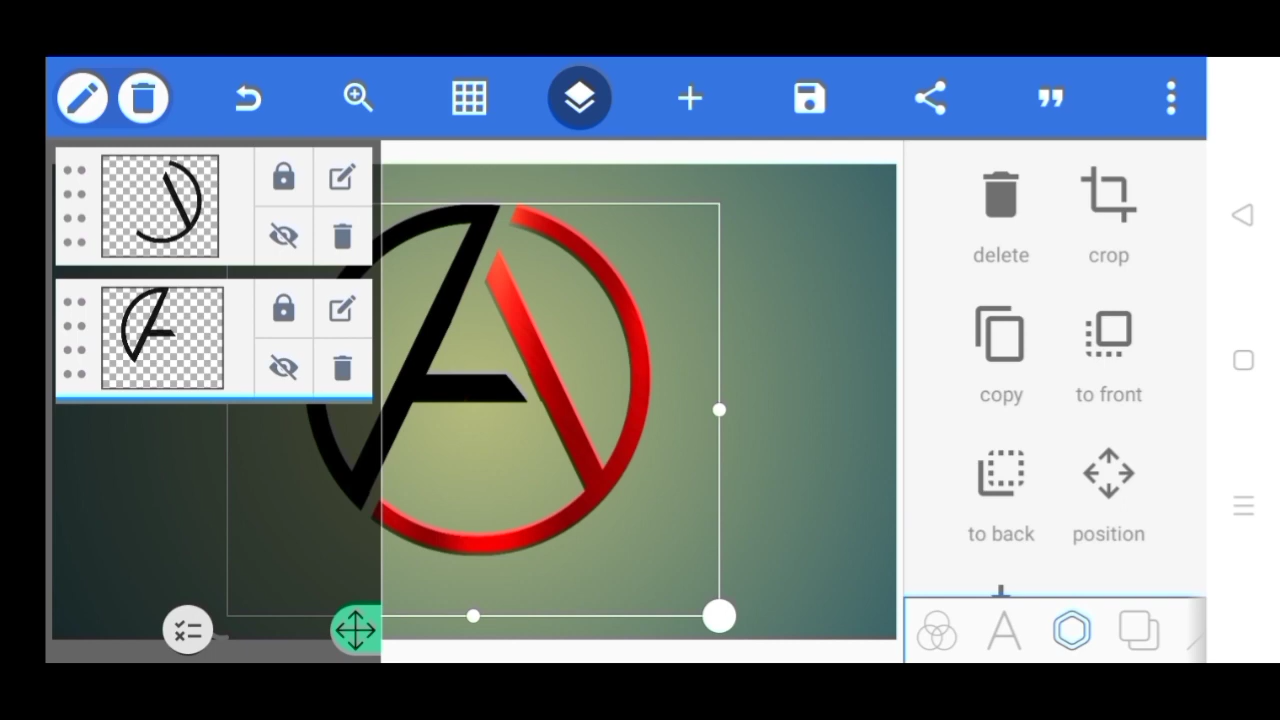 delete
crop
copy
to front
to back
position